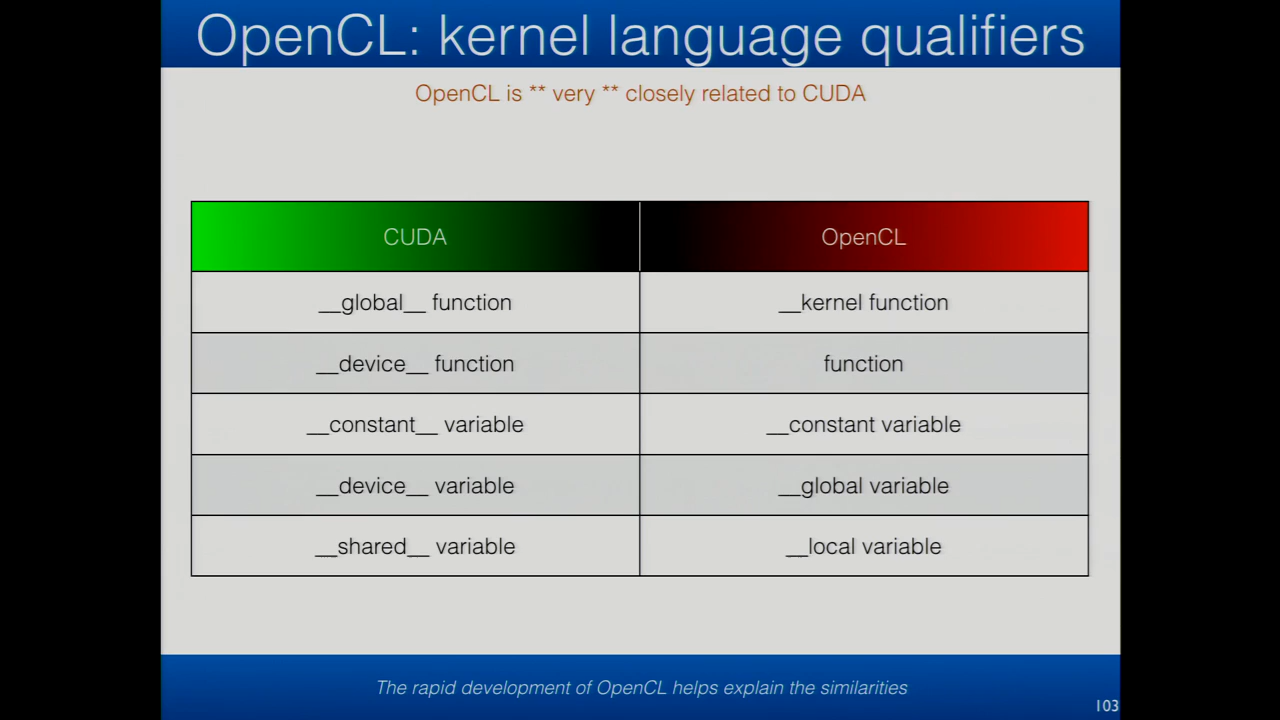 OpenCL: kernel language qualifiers
OpenCL is ** very ** closely related to CUDA
CUDA OpenCL
__global__ function __kernel function
__device__ function function
__constant__ variable __constant variable
__device__ variable __global variable
__shared__ variable __local variable
The rapid development of OpenCL helps explain the similarities
103